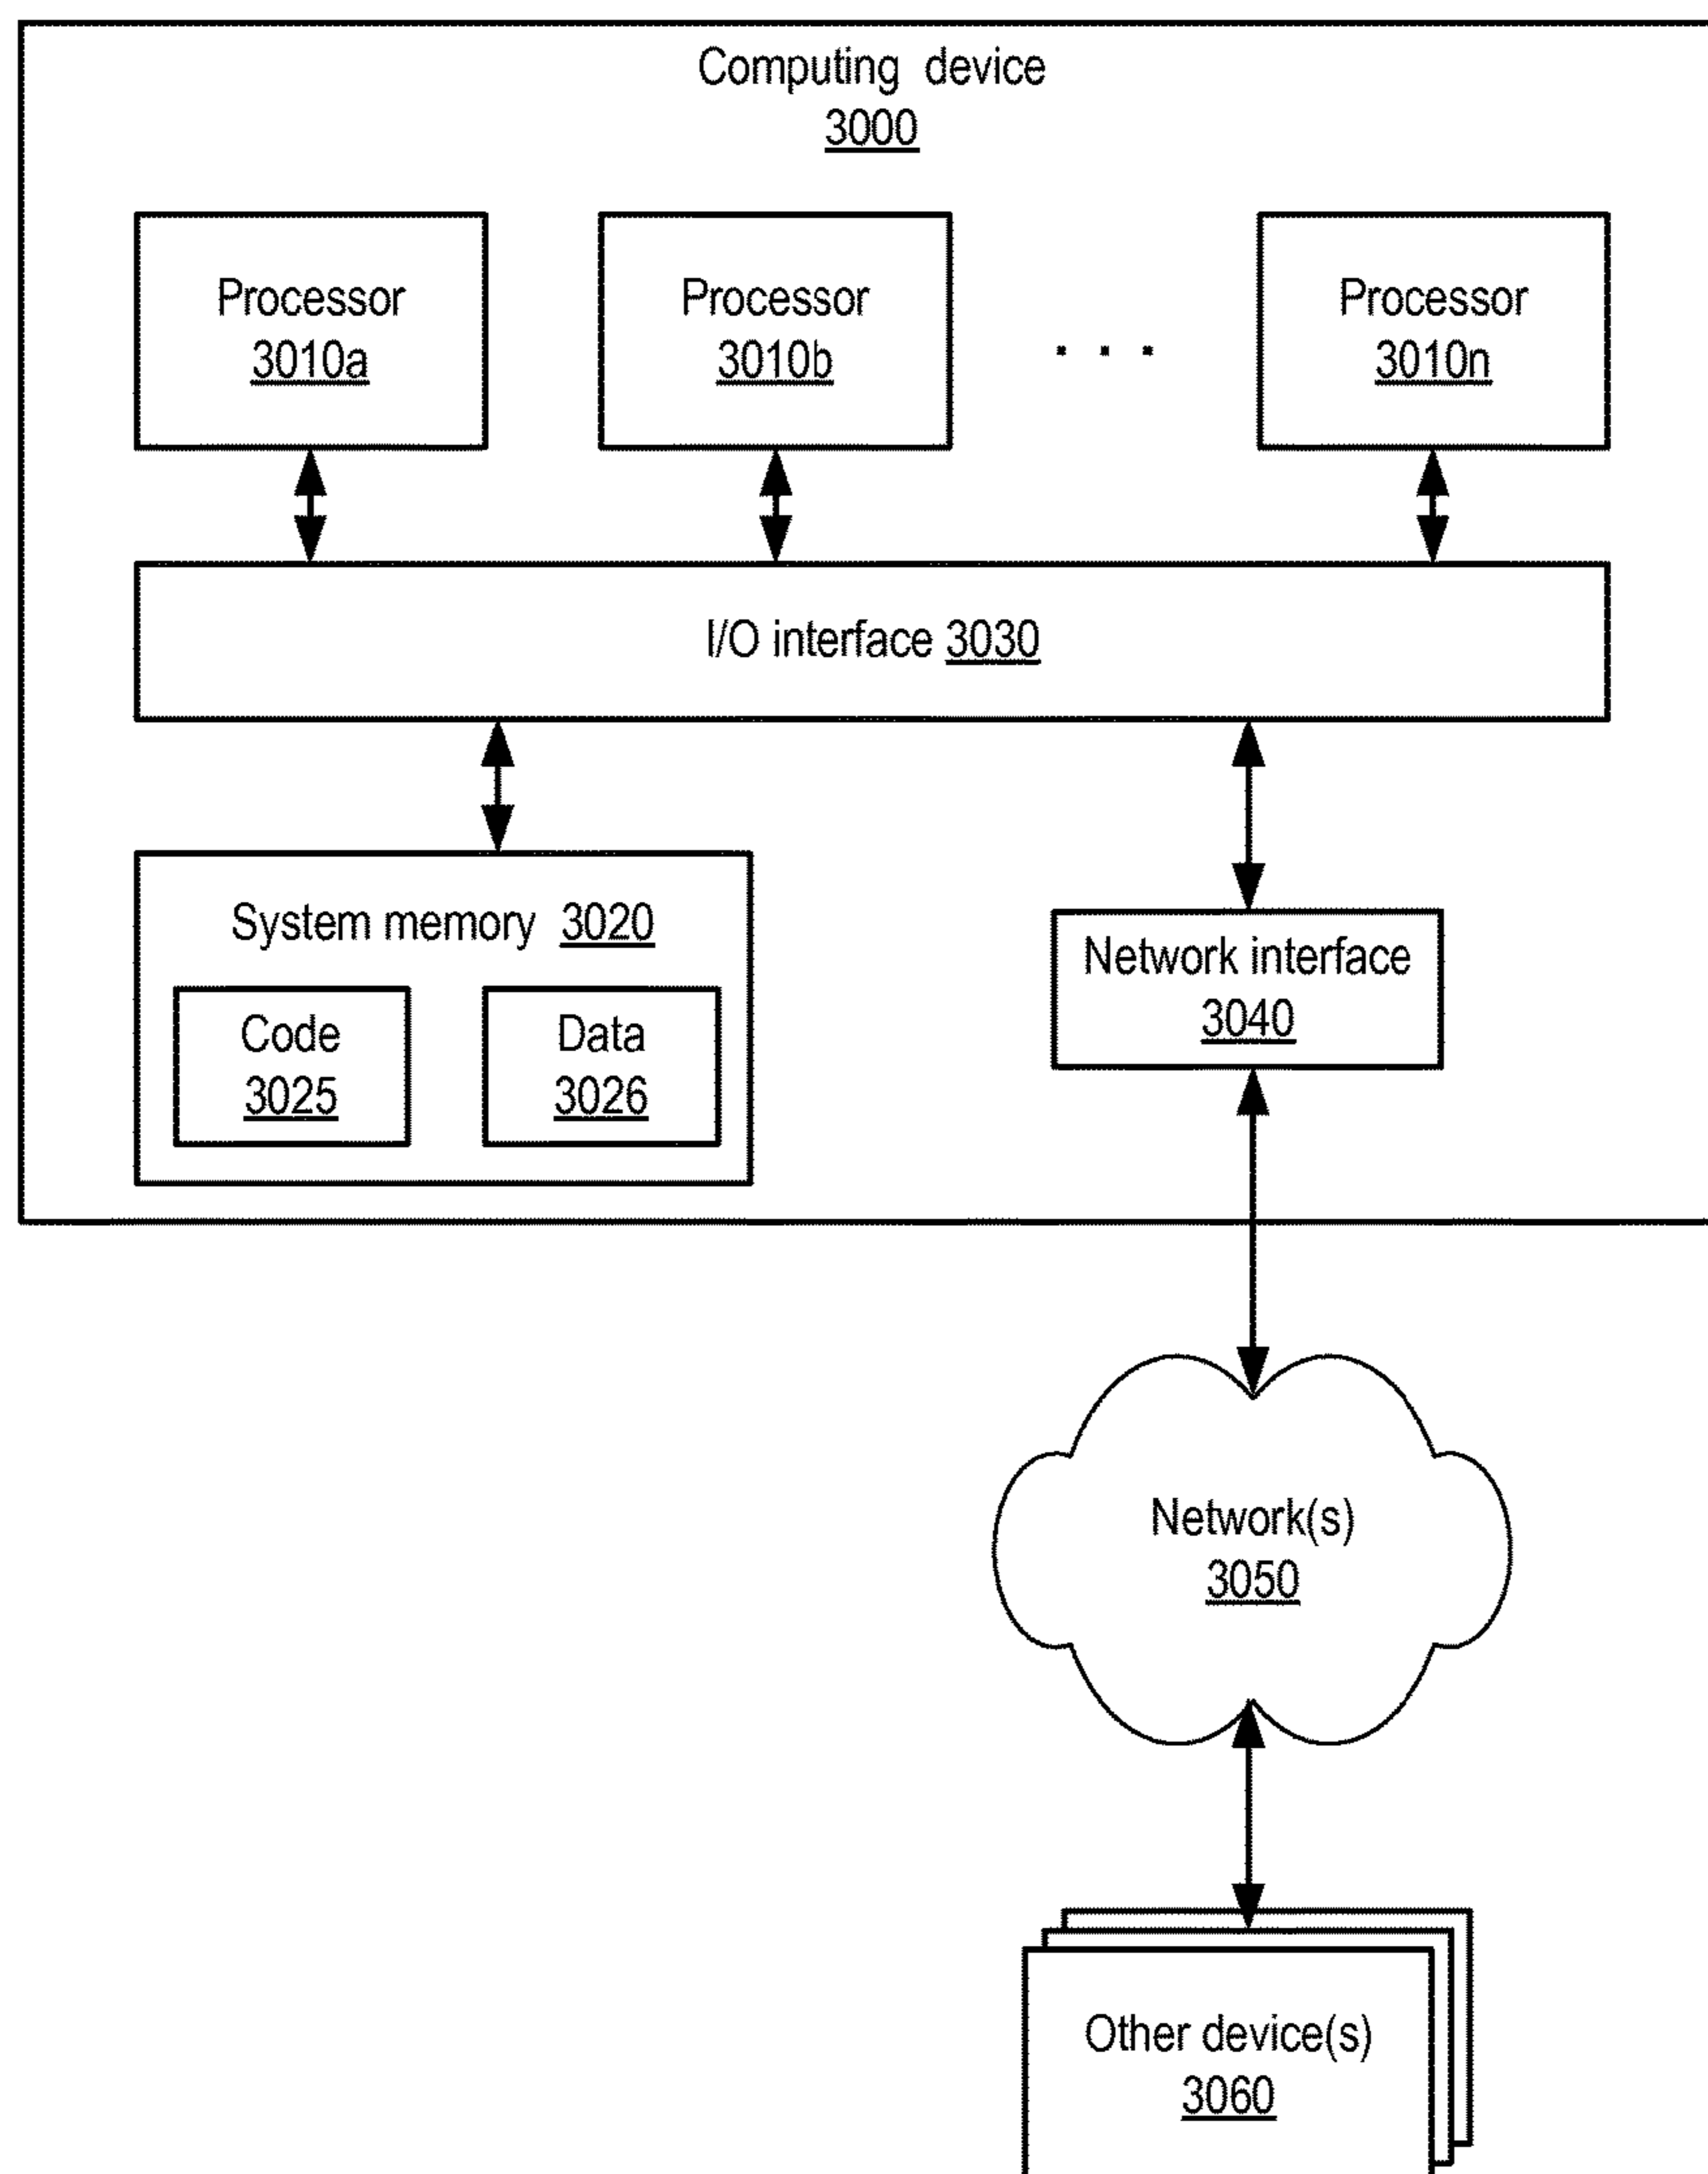 Computing device
3000
Processor
3010a
Processor
3010b
. . .
Processor
3010n
I/O interface 3030
System memory 3020
Code
3025
Data
3026
Network interface
3040
Network(s)
3050
Other device(s)
3060